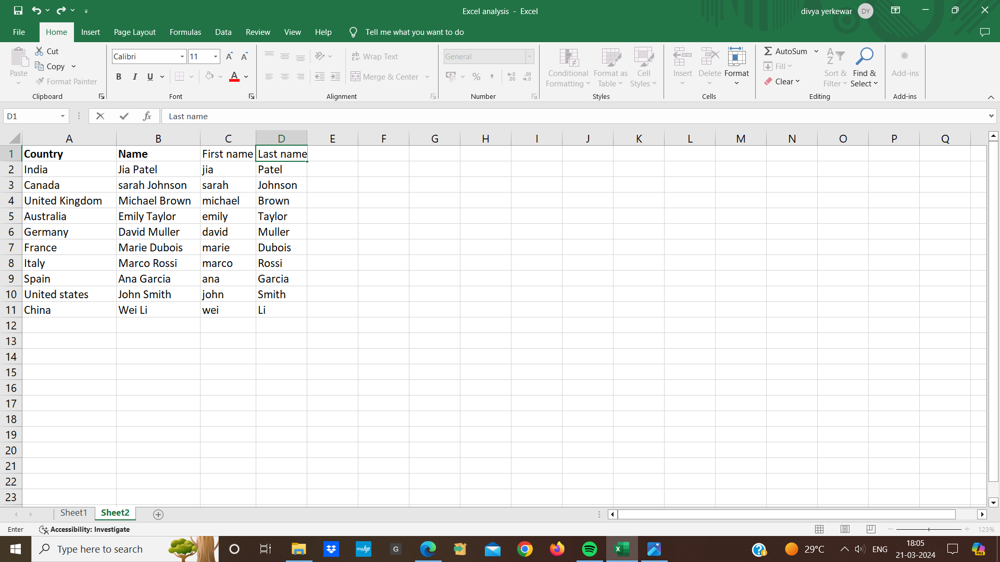 Excel analysis - Excel
divya yerkewar DY
File Home Insert Page Layout Formulas Data Review View Help Tell me what you want to do
Paste
Cut
Copy
Format Painter
Clipboard
Calibri 11
B I U A
Font
ab Wrap Text
Merge & Center
Alignment
General
% ,
Number
Conditional Formatting
Format as Table
Cell Styles
Styles
Insert Delete Format
Cells
AutoSum
Fill
Clear
Sort & Filter
Find & Select
Editing
Add-ins
Add-ins
D1 fx Last name
A B C D E F G H I J K L M N O P Q
1 Country Name First name Last name
2 India Jia Patel jia Patel
3 Canada sarah Johnson sarah Johnson
4 United Kingdom Michael Brown michael Brown
5 Australia Emily Taylor emily Taylor
6 Germany David Muller david Muller
7 France Marie Dubois marie Dubois
8 Italy Marco Rossi marco Rossi
9 Spain Ana Garcia ana Garcia
10 United states John Smith john Smith
11 China Wei Li wei Li
12
13
14
15
16
17
18
19
20
21
22
23
Sheet1 Sheet2
Enter Accessibility: Investigate 123%
Type here to search myhp G 29°C ENG 18:05
21-03-2024 PRE